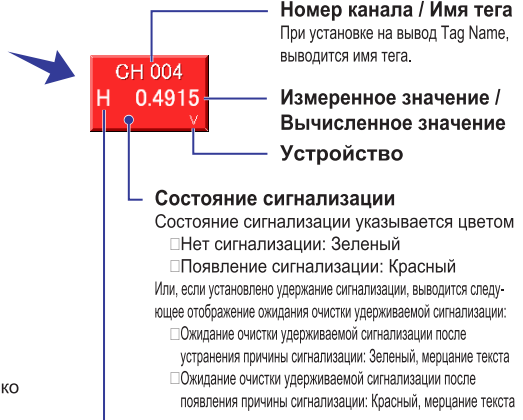 Номер канала / Имя тега
При установке на вывод Tag Name,
выводится имя тега.
CH 004
H 0.4915
V
Измеренное значение /
Вычисленное значение
Устройство
Состояние сигнализации
Состояние сигнализации указывается цветом
□Нет сигнализации: Зеленый
□Появление сигнализации: Красный
Или, если установлено удержание сигнализации, выводится следу-
ющее отображение ожидания очистки удерживаемой сигнализации:
□Ожидание очистки удерживаемой сигнализации после
устранения причины сигнализации: Зеленый, мерцание текста
□Ожидание очистки удерживаемой сигнализации после
появления причины сигнализации: Красный, мерцание текста
ко